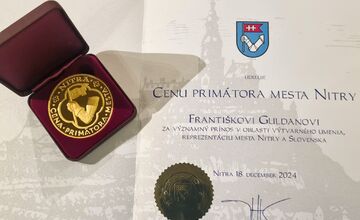 UDEĽUJE
CENU PRIMÁTORA MESTA NITRY
FRANTIŠKOVI GULDANOVI
ZA VÝZNAMNÝ PRÍNOS V OBLASTI VÝTVARNÉHO UMENIA,
REPREZENTÁCIU MESTA NITRY A SLOVENSKA
NITRA 18. DECEMBER 2024
NITRA
CENA PRIMÁTORA